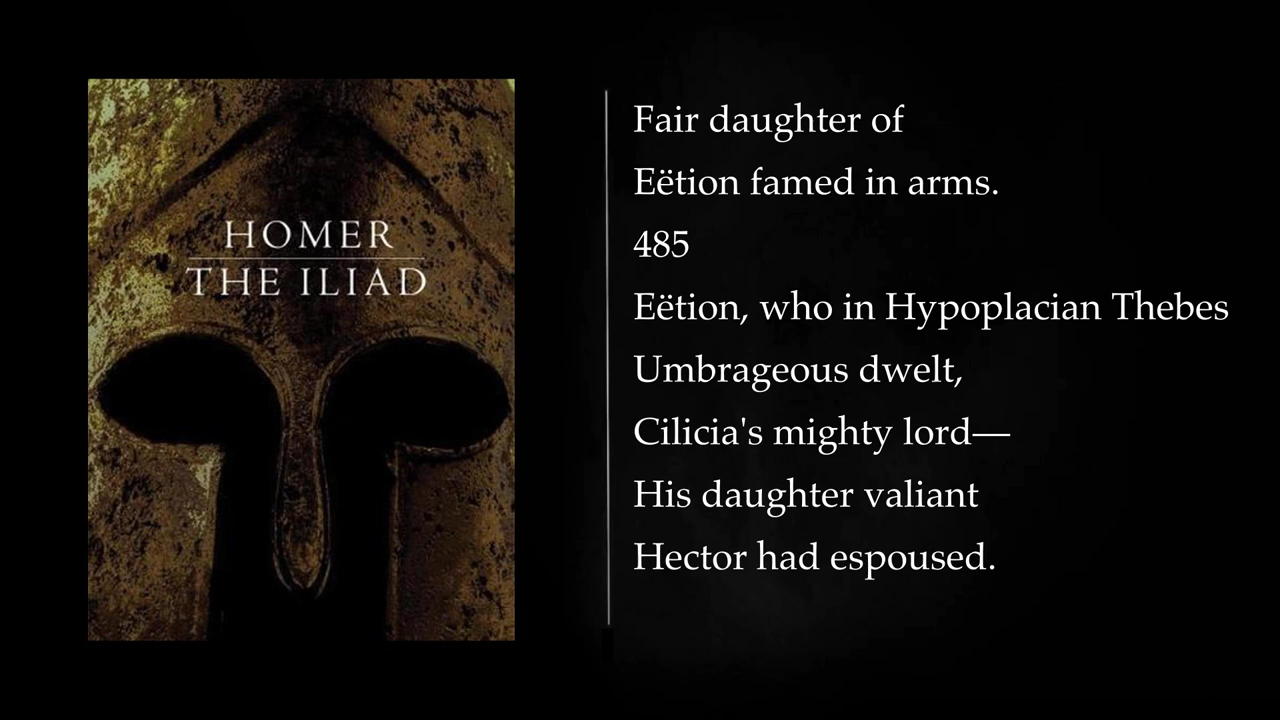 HOMER
THE ILIAD
Fair daughter of
Eëtion famed in arms.
485
Eëtion, who in Hypoplacian Thebes
Umbrageous dwelt,
Cilicia's mighty lord—
His daughter valiant
Hector had espoused.